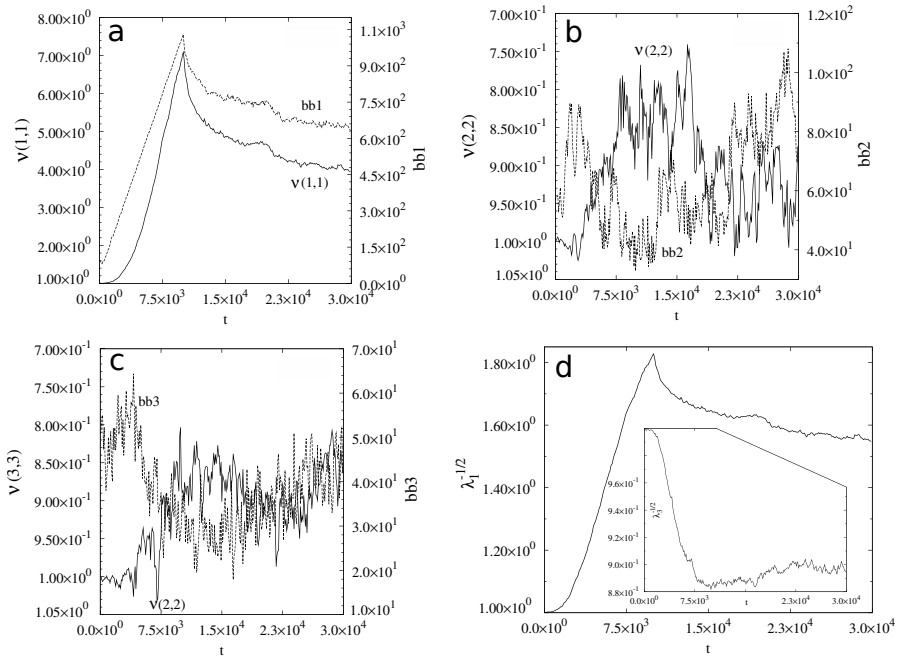 a
8.00×10⁰
7.00×10⁰
6.00×10⁰
5.00×10⁰
4.00×10⁰
3.00×10⁰
2.00×10⁰
1.00×10⁰
ν(1,1)
bb1
ν(1,1)
1.1×10³
9.0×10²
7.5×10²
6.0×10²
4.5×10²
3.0×10²
1.5×10²
0.0×10⁰
bb1
0.0×10⁰ 7.5×10³ 1.5×10⁴ 2.3×10⁴ 3.0×10⁴
t
b
7.00×10⁻¹
7.50×10⁻¹
8.00×10⁻¹
8.50×10⁻¹
9.00×10⁻¹
9.50×10⁻¹
1.00×10⁰
1.05×10⁰
ν(2,2)
ν(2,2)
bb2
1.2×10²
1.0×10²
8.0×10¹
6.0×10¹
4.0×10¹
bb2
0.0×10⁰ 7.5×10³ 1.5×10⁴ 2.3×10⁴ 3.0×10⁴
t
c
7.00×10⁻¹
7.50×10⁻¹
8.00×10⁻¹
8.50×10⁻¹
9.00×10⁻¹
9.50×10⁻¹
1.00×10⁰
1.05×10⁰
ν(3,3)
bb3
ν(2,2)
7.0×10¹
6.0×10¹
5.0×10¹
4.0×10¹
3.0×10¹
2.0×10¹
1.0×10¹
bb3
0.0×10⁰ 7.5×10³ 1.5×10⁴ 2.3×10⁴ 3.0×10⁴
t
d
1.80×10⁰
1.60×10⁰
1.40×10⁰
1.20×10⁰
1.00×10⁰
λ₁⁻¹ᐟ²
9.6×10⁻¹
9.4×10⁻¹
9.2×10⁻¹
9.0×10⁻¹
8.8×10⁻¹
λ₃⁻¹ᐟ²
0.0×10⁰ 7.5×10³ t 2.3×10⁴ 3.0×10⁴
0.0×10⁰ 7.5×10³ 1.5×10⁴ 2.3×10⁴ 3.0×10⁴
t